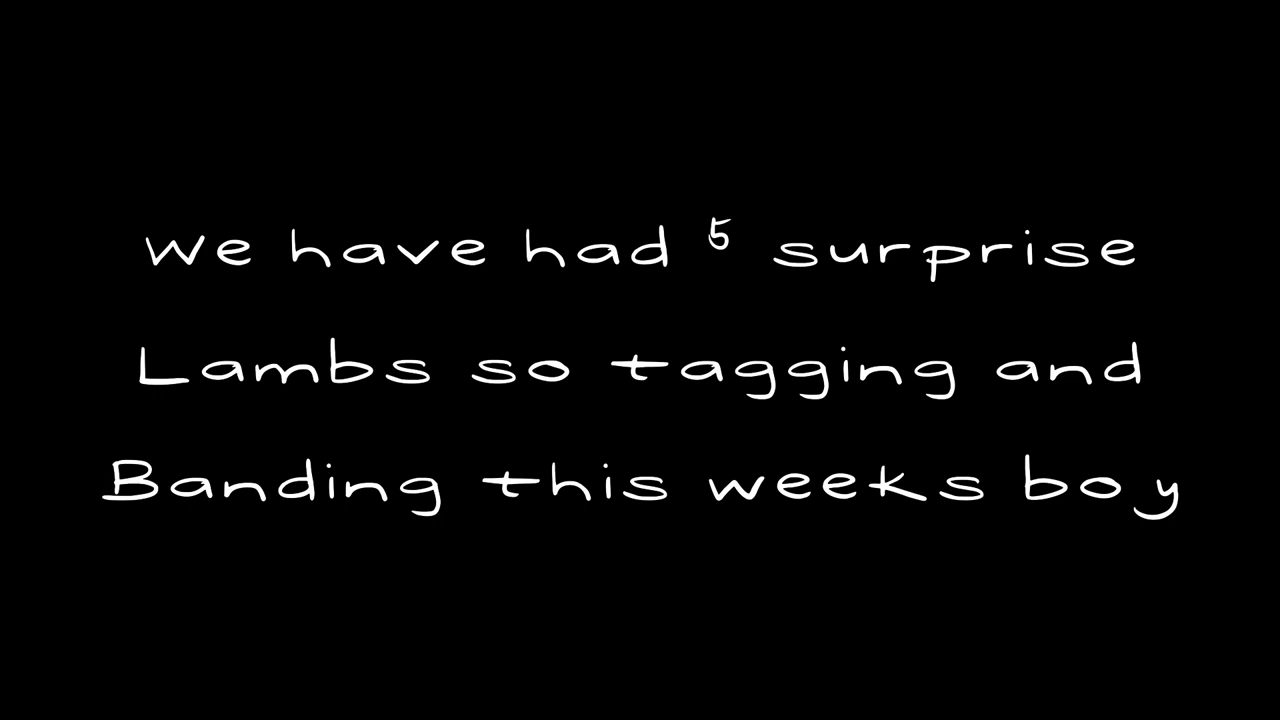 We have had 5 surprise
Lambs so tagging and
Banding this weeks boy